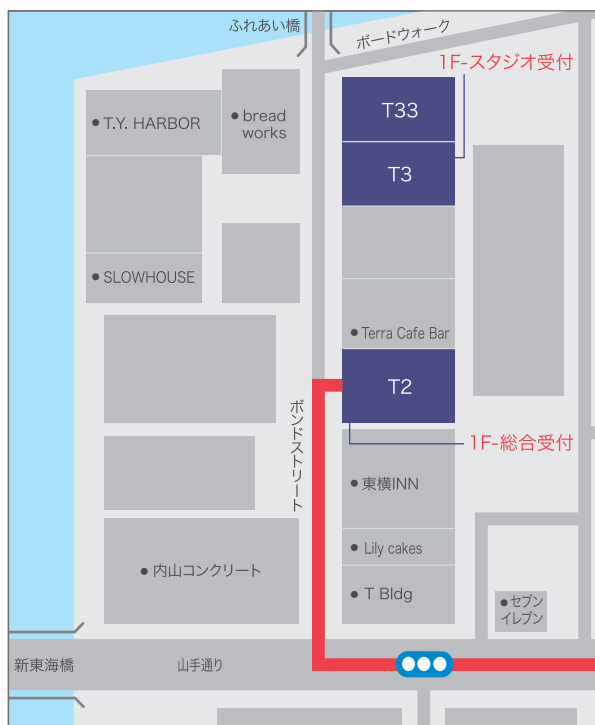 ふれあい橋
ボードウォーク
1F-スタジオ受付
T33
T.Y. HARBOR
bread
works
T3
SLOWHOUSE
Terra Cafe Bar
T2
ボンドストリート
1F-総合受付
東横INN
Lily cakes
内山コンクリート
T Bldg
セブン
イレブン
新東海橋
山手通り